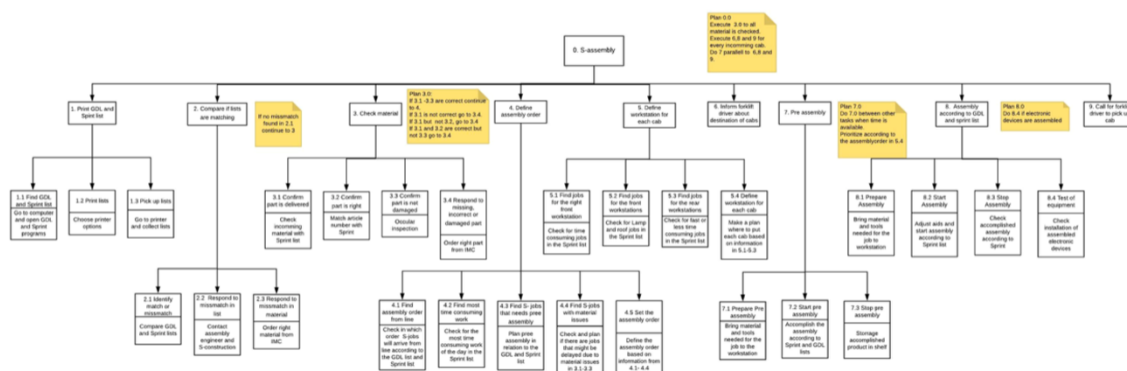 Plan 0.0
Execute 3.6 to all
material is checked.
Execute 6,8 and 9 for
every incomming cab.
Do 7 parallell to 6,8 and
9.
0. S-assembly
1. Print GDL and
Sprint list
2. Compare if lists
are matching
If no mismatch
found in 2.1
continue to 3
3. Check material
Plan 3.0:
If 3.1 -3.3 are correct continue
to 4.
If 3.1 is not correct go to 3.4.
If 3.1 but not 3.2, go to 3.4
If 3.1 and 3.2 are correct but
not 3.3 go to 3.4
4. Define
assembly order
5. Define
workstation for
each cab
6. Inform forklift
driver about
destination of cabs
7. Pre assembly
Plan 7.0
Do 7.0 between other
tasks when time is
available.
Prioritize according to
the assemblyorder in 5.4
8. Assembly
according to GDL
and sprint list
Plan 8.0
Do 8.4 if electronic
devices are assembled
9. Call for forklift
driver to pick up
cab
1.1 Find GDL
and Sprint list
Go to computer
and open GDL
and Sprint
programs
1.2 Print lists
Choose printer
options
1.3 Pick up lists
Go to printer
and collect lists
3.1 Confirm
part is delivered
Check
incomming
material with
Sprint list
3.2 Confirm
part is right
Match article
number with
Sprint
3.3 Confirm
part is not
damaged
Occular
inspection
3.4 Respond to
missing,
incorrect or
damaged part
Order right part
from IMC
5.1 Find jobs
for the right
front
workstation
Check for time
consuming jobs
in the Sprint list
5.2 Find jobs for
the front
workstations
Check for Lamp
and roof jobs in
the Sprint list
5.3 Find jobs
for the rear
workstations
Check for fast or
less time
consuming jobs
in the Sprint list
5.4 Define
workstation for
each cab
Make a plan
where to put
each cab based
on information
in 5.1-5.3
8.1 Prepare
Assembly
Bring material
and tools
needed for the
job to
workstation
8.2 Start
Assembly
Adjust aids and
start assembly
according to
Sprint list
8.3 Stop
Assembly
Check
accomplished
assembly
according to
Sprint
8.4 Test of
equipment
Check
installation of
assembled
electronic
devices
2.1 Identify
match or
missmatch
Compare GDL
and Sprint lists
2.2 Respond to
missmatch in
list
Contact
assembly
engineer and
S-construction
2.3 Respond to
missmatch in
material
Order right
material from
IMC
4.1 Find
assembly order
from line
Check in which
order S-jobs
will arrive from
line according to
the GDL list and
Sprint list
4.2 Find most
time consuming
work
Check for the
most time
consuming work
of the day in the
Sprint list
4.3 Find S- jobs
that needs pree
assembly
Plan pree
assembly in
relation to the
GDL and Sprint
list
4.4 Find S-jobs
with material
issues
Check and plan
if there are jobs
that might be
delayed due to
material issues
in 3.1-3.3
4.5 Set the
assembly order
Define the
assembly order
based on
information from
4.1- 4.4
7.1 Prepare Pre
assembly
Bring material
and tools
needed for the
job to the
workstation
7.2 Start pre
assembly
Accomplish the
assembly
according to
Sprint and GDL
lists
7.3 Stop pre
assembly
Storage
accomplished
product in shelf